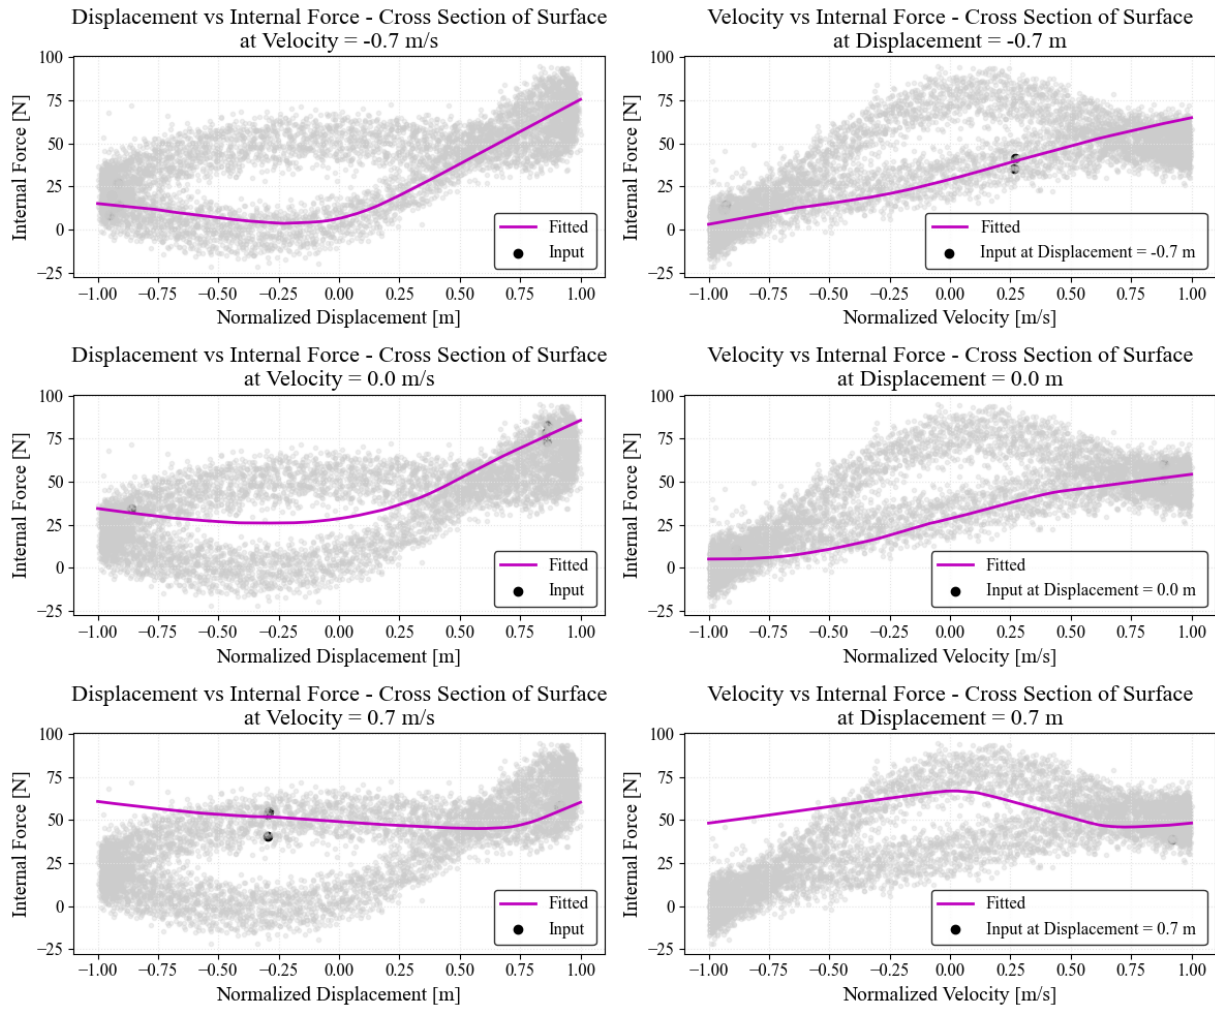 Displacement vs Internal Force - Cross Section of Surface
at Velocity = -0.7 m/s
100
75
50
25
0
−25
Internal Force [N]
Fitted
Input
−1.00 −0.75 −0.50 −0.25 0.00 0.25 0.50 0.75 1.00
Normalized Displacement [m]
Velocity vs Internal Force - Cross Section of Surface
at Displacement = -0.7 m
100
75
50
25
0
−25
Internal Force [N]
Fitted
Input at Displacement = -0.7 m
−1.00 −0.75 −0.50 −0.25 0.00 0.25 0.50 0.75 1.00
Normalized Velocity [m/s]
Displacement vs Internal Force - Cross Section of Surface
at Velocity = 0.0 m/s
100
75
50
25
0
−25
Internal Force [N]
Fitted
Input
−1.00 −0.75 −0.50 −0.25 0.00 0.25 0.50 0.75 1.00
Normalized Displacement [m]
Velocity vs Internal Force - Cross Section of Surface
at Displacement = 0.0 m
100
75
50
25
0
−25
Internal Force [N]
Fitted
Input at Displacement = 0.0 m
−1.00 −0.75 −0.50 −0.25 0.00 0.25 0.50 0.75 1.00
Normalized Velocity [m/s]
Displacement vs Internal Force - Cross Section of Surface
at Velocity = 0.7 m/s
100
75
50
25
0
−25
Internal Force [N]
Fitted
Input
−1.00 −0.75 −0.50 −0.25 0.00 0.25 0.50 0.75 1.00
Normalized Displacement [m]
Velocity vs Internal Force - Cross Section of Surface
at Displacement = 0.7 m
100
75
50
25
0
−25
Internal Force [N]
Fitted
Input at Displacement = 0.7 m
−1.00 −0.75 −0.50 −0.25 0.00 0.25 0.50 0.75 1.00
Normalized Velocity [m/s]